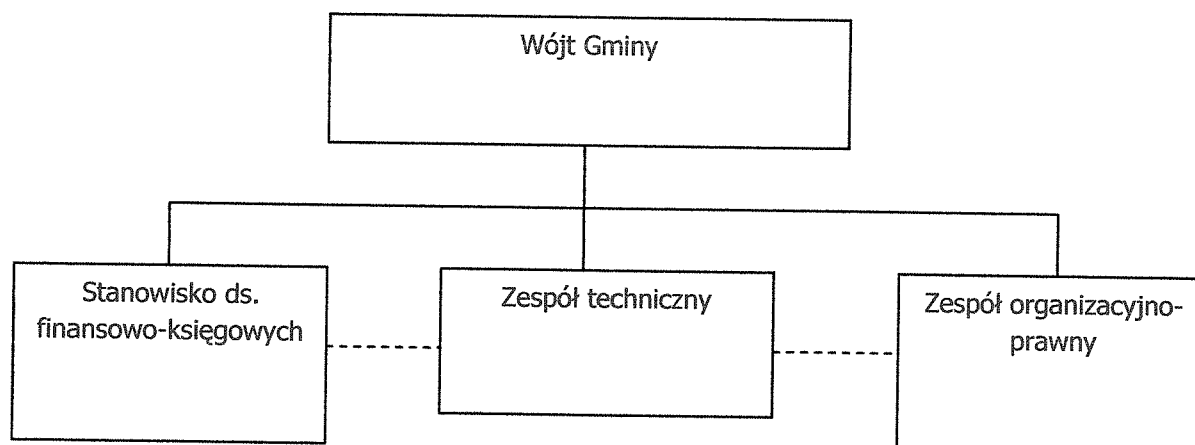 Wójt Gminy
Stanowisko ds.
finansowo-księgowych
Zespół techniczny
Zespół organizacyjno-
prawny